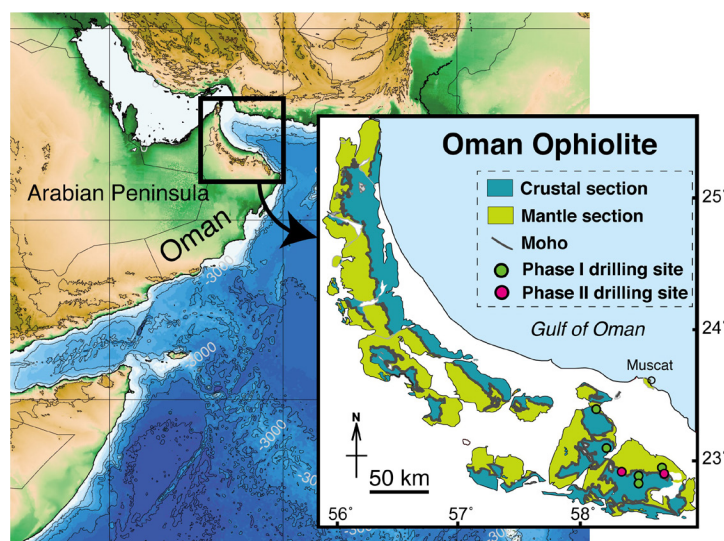 Arabian Peninsula
Oman
-3000
-3000
-3000
-3000
Oman Ophiolite
Crustal section
Mantle section
Moho
Phase I drilling site
Phase II drilling site
Gulf of Oman
Muscat
N
50 km
25°
24°
23°
56°
57°
58°